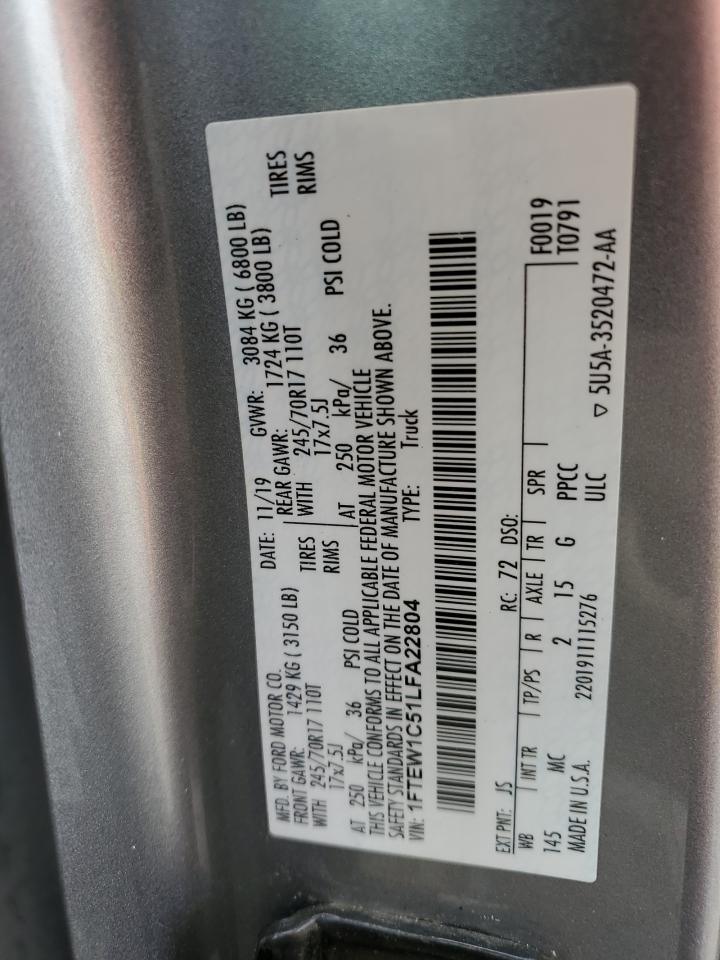 MFD. BY FORD MOTOR CO.
DATE: 11/19 GVWR: 3084 KG ( 6800 LB)
FRONT GAWR: 1429 KG ( 3150 LB) REAR GAWR: 1724 KG ( 3800 LB)
WITH 245/70R17 110T TIRES WITH 245/70R17 110T TIRES
17x7.5J RIMS 17x7.5J RIMS
AT 250 kPa/ 36 PSI COLD AT 250 kPa/ 36 PSI COLD
THIS VEHICLE CONFORMS TO ALL APPLICABLE FEDERAL MOTOR VEHICLE
SAFETY STANDARDS IN EFFECT ON THE DATE OF MANUFACTURE SHOWN ABOVE.
VIN: 1FTEW1C51LFA22804 TYPE: Truck
EXT PNT: JS RC: 72 DSO:
WB INT TR TP/PS R AXLE TR SPR F0019
145 MC 2 15 G PPCC T0791
MADE IN U.S.A. 22019111115276 ULC ▽ 5U5A-3520472-AA